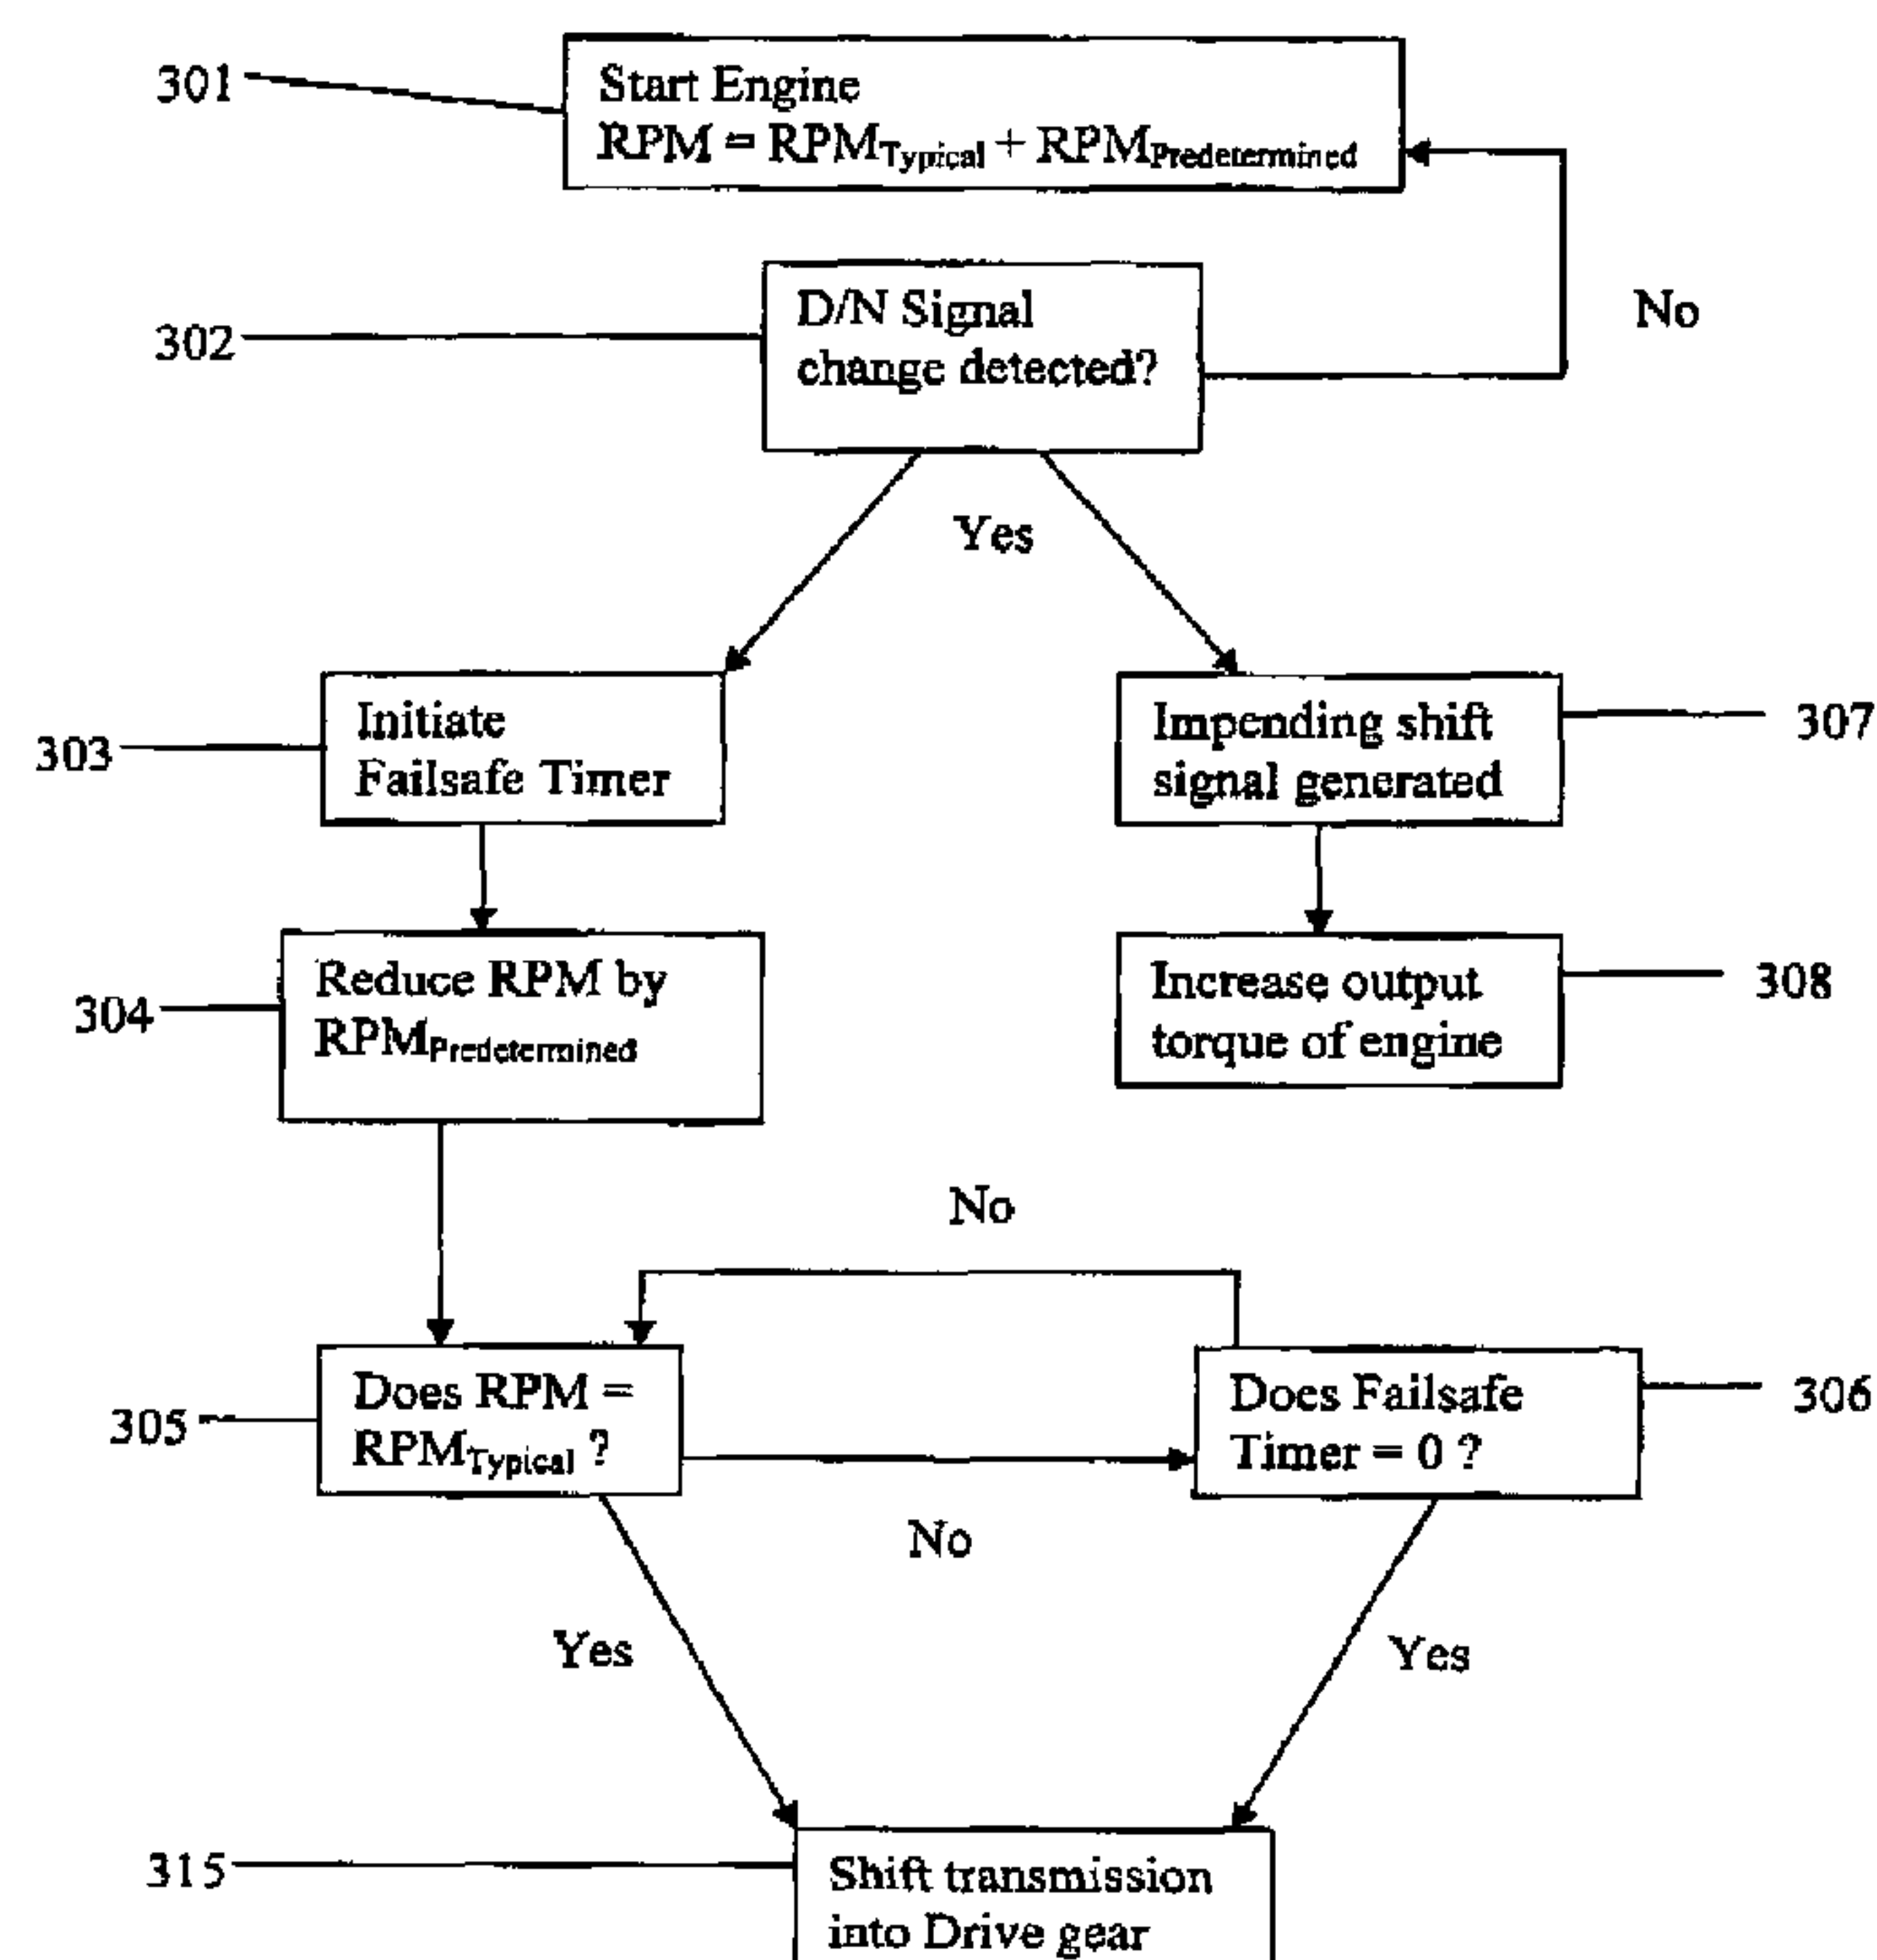 301
Start Engine
RPM = RPMTypical + RPMPredetermined
302
D/N Signal
change detected?
No
Yes
303
Initiate
Failsafe Timer
Impending shift
signal generated
307
304
Reduce RPM by
RPMPredetermined
Increase output
torque of engine
308
No
305
Does RPM =
RPMTypical ?
Does Failsafe
Timer = 0 ?
306
No
Yes
Yes
315
Shift transmission
into Drive gear